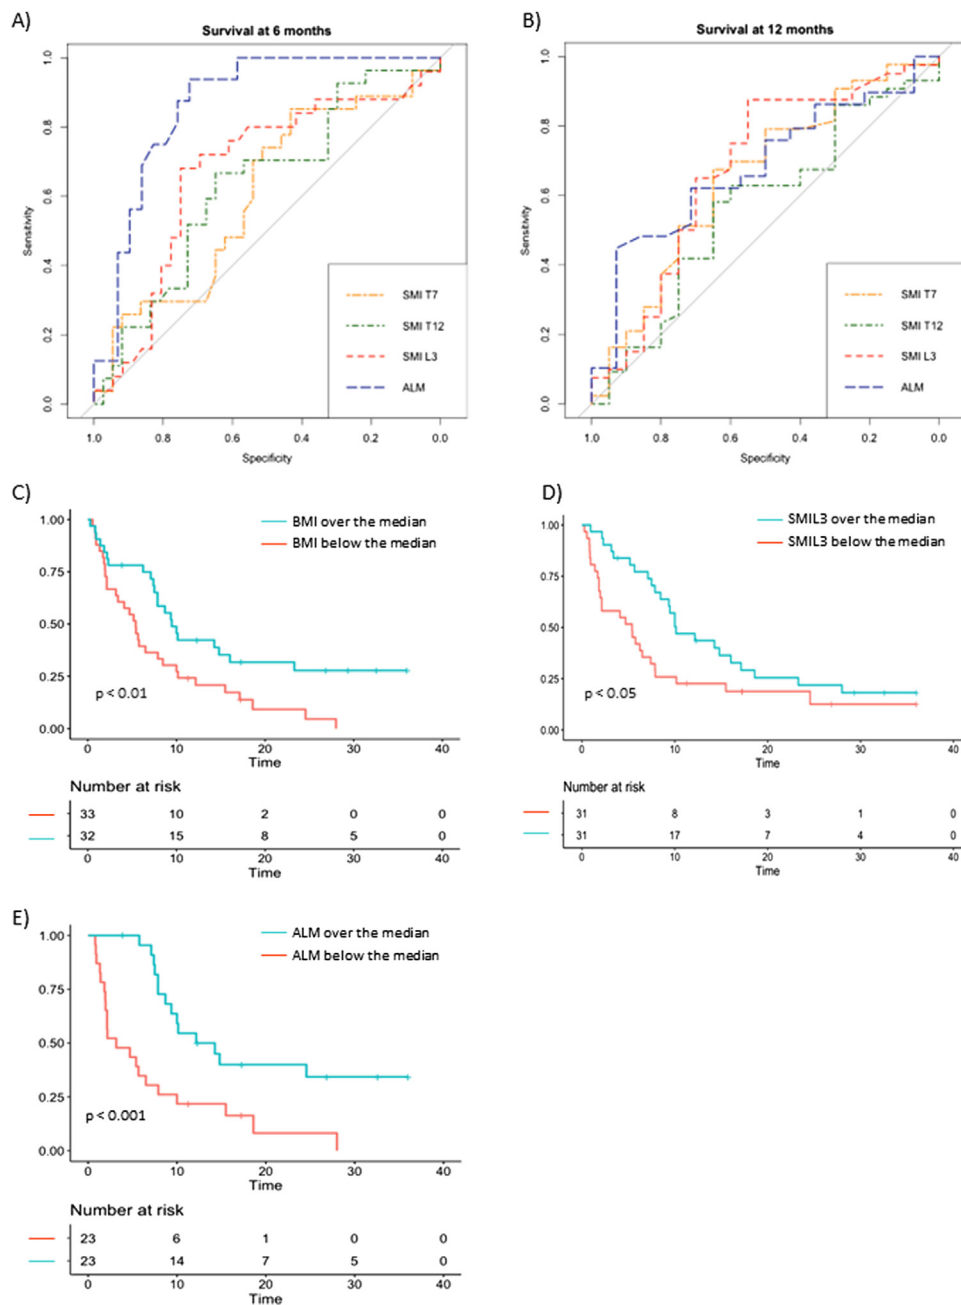 A)
Survival at 6 months
Sensitivity
1.0
0.8
0.6
0.4
0.2
0.0
SMI T7
SMI T12
SMI L3
ALM
1.0 0.8 0.6 0.4 0.2 0.0
Specificity
B)
Survival at 12 months
Sensitivity
1.0
0.8
0.6
0.4
0.2
0.0
SMI T7
SMI T12
SMI L3
ALM
1.0 0.8 0.6 0.4 0.2 0.0
Specificity
C)
BMI over the median
BMI below the median
1.00
0.75
0.50
0.25
0.00
p < 0.01
0 10 20 30 40
Time
Number at risk
33 10 2 0 0
32 15 8 5 0
0 10 20 30 40
Time
D)
SMIL3 over the median
SMIL3 below the median
1.00
0.75
0.50
0.25
0.00
p < 0.05
0 10 20 30 40
Time
Number at risk
31 8 3 1 0
31 17 7 4 0
0 10 20 30 40
Time
E)
ALM over the median
ALM below the median
1.00
0.75
0.50
0.25
0.00
p < 0.001
0 10 20 30 40
Time
Number at risk
23 6 1 0 0
23 14 7 5 0
0 10 20 30 40
Time